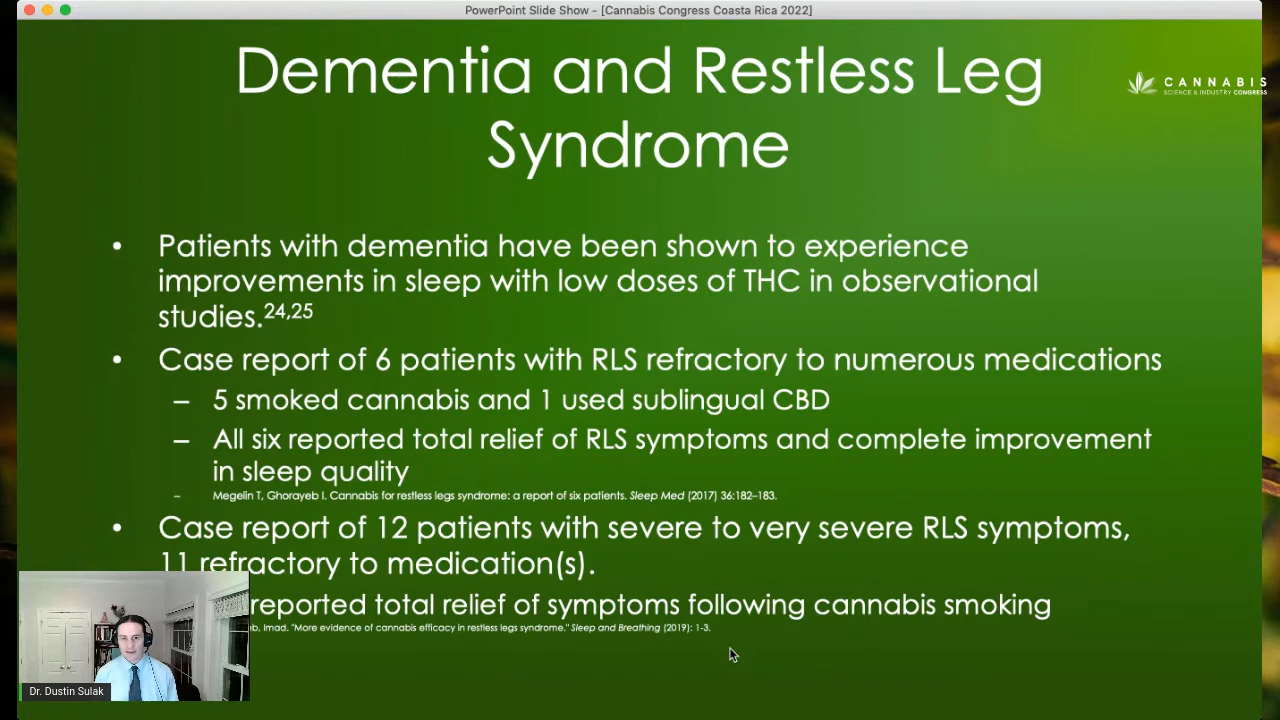 PowerPoint Slide Show - [Cannabis Congress Coasta Rica 2022]
Dementia and Restless Leg
Syndrome
CANNABIS
SCIENCE & INDUSTRY CONGRESS
• Patients with dementia have been shown to experience
improvements in sleep with low doses of THC in observational
studies.24,25
• Case report of 6 patients with RLS refractory to numerous medications
– 5 smoked cannabis and 1 used sublingual CBD
– All six reported total relief of RLS symptoms and complete improvement
in sleep quality
– Megelin T, Ghorayeb I. Cannabis for restless legs syndrome: a report of six patients. Sleep Med (2017) 36:182–183.
• Case report of 12 patients with severe to very severe RLS symptoms,
11 refractory to medication(s).
reported total relief of symptoms following cannabis smoking
Imad. "More evidence of cannabis efficacy in restless legs syndrome." Sleep and Breathing (2019): 1-3.
Dr. Dustin Sulak